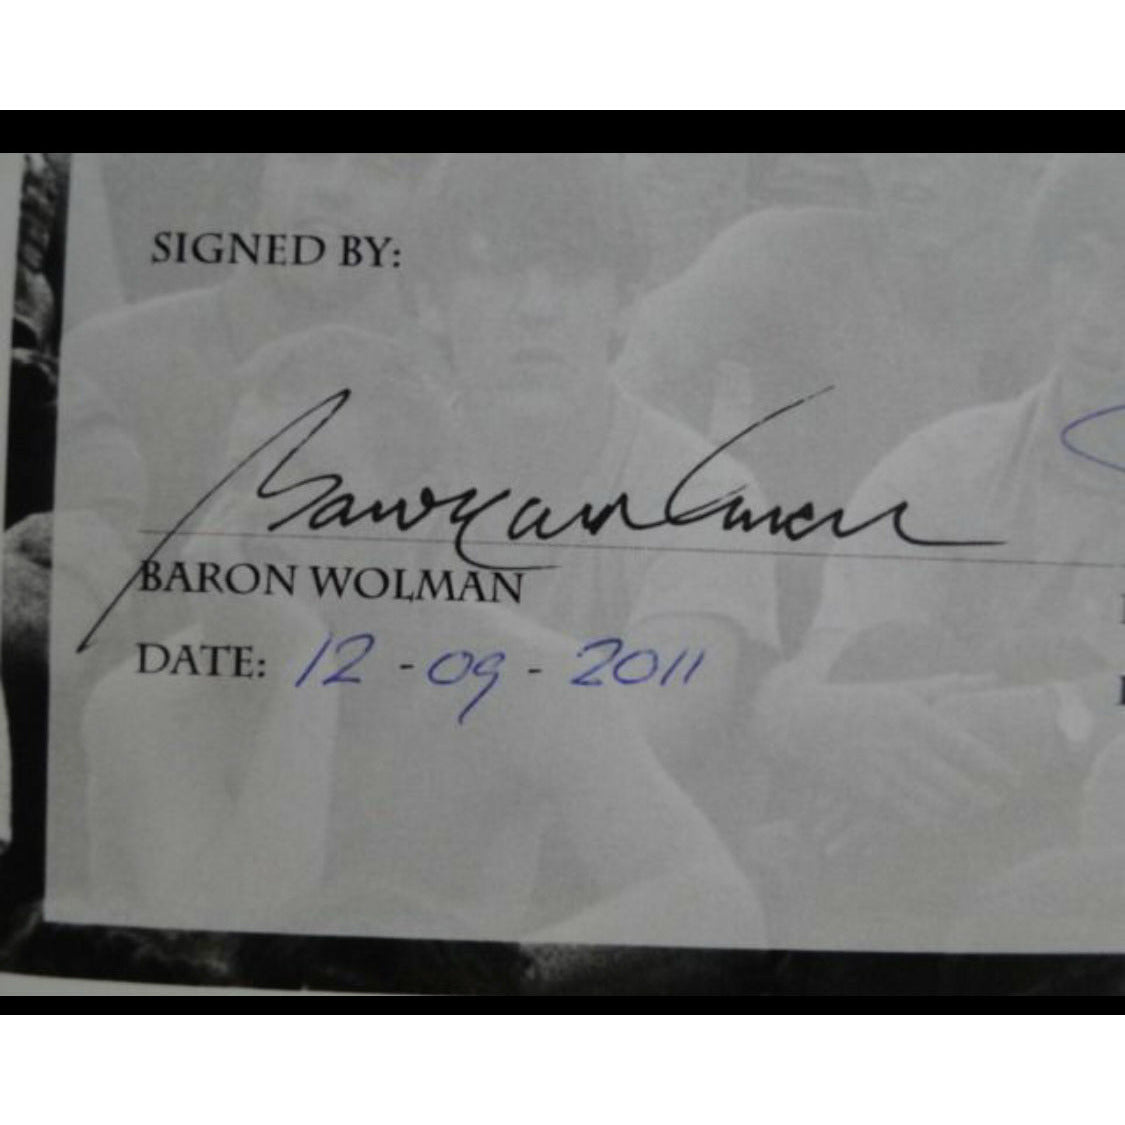 SIGNED BY:
BARON WOLMAN
DATE: 12 - 09 - 2011